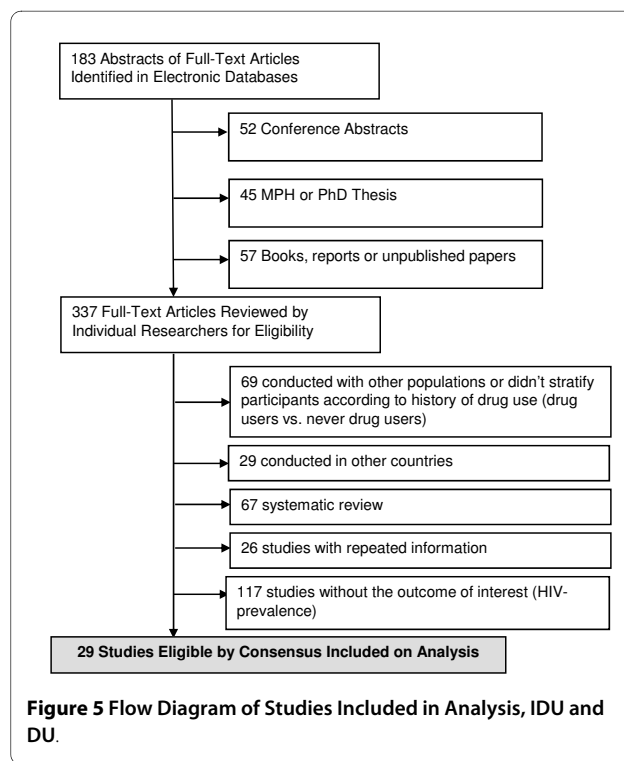 183 Abstracts of Full-Text Articles
Identified in Electronic Databases
52 Conference Abstracts
45 MPH or PhD Thesis
57 Books, reports or unpublished papers
337 Full-Text Articles Reviewed by
Individual Researchers for Eligibility
69 conducted with other populations or didn't stratify
participants according to history of drug use (drug
users vs. never drug users)
29 conducted in other countries
67 systematic review
26 studies with repeated information
117 studies without the outcome of interest (HIV-
prevalence)
29 Studies Eligible by Consensus Included on Analysis
Figure 5 Flow Diagram of Studies Included in Analysis, IDU and
DU.